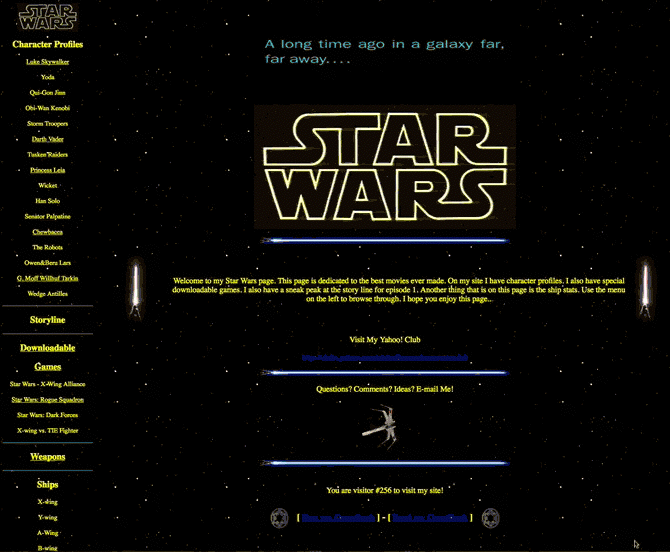 STAR
WARS
Character Profiles
Luke Skywalker
Yoda
Qui-Gon Jinn
Obi-Wan Kenobi
Storm Troopers
Darth Vader
Tusken Raiders
Princess Leia
Wicket
Han Solo
Senator Palpatine
Chewbacca
The Robots
Owen&Beru Lars
G. Moff Willhuf Tarkin
Wedge Antilles
Storyline
Downloadable
Games
Star Wars - X-Wing Alliance
Star Wars: Rogue Squadron
Star Wars: Dark Forces
X-wing vs. TIE Fighter
Weapons
Ships
X-wing
Y-wing
A-Wing
B-wing
A long time ago in a galaxy far,
far away....
STAR
WARS
Welcome to my Star Wars page. This page is dedicated to the best movies ever made. On my site I have character profiles. I also have special
downloadable games. I also have a sneak peak at the story line for episode 1. Another thing that is on this page is the ship stats. Use the menu
on the left to browse through. I hope you enjoy this page..
Visit My Yahoo! Club
Questions? Comments? Ideas? E-mail Me!
You are visitor #256 to visit my site!
[ Sign my GuestBook ] - [ Read my GuestBook ]